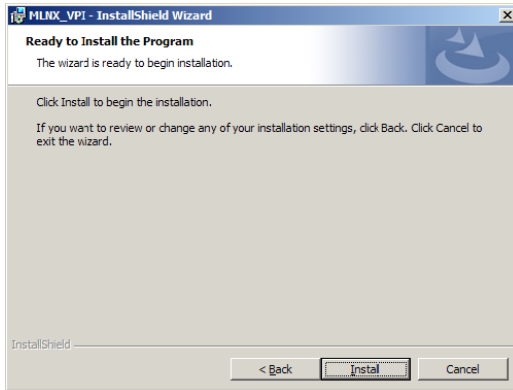 MLNX_VPI - InstallShield Wizard
Ready to Install the Program
The wizard is ready to begin installation.
Click Install to begin the installation.
If you want to review or change any of your installation settings, click Back. Click Cancel to
exit the wizard.
InstallShield
< Back Install Cancel